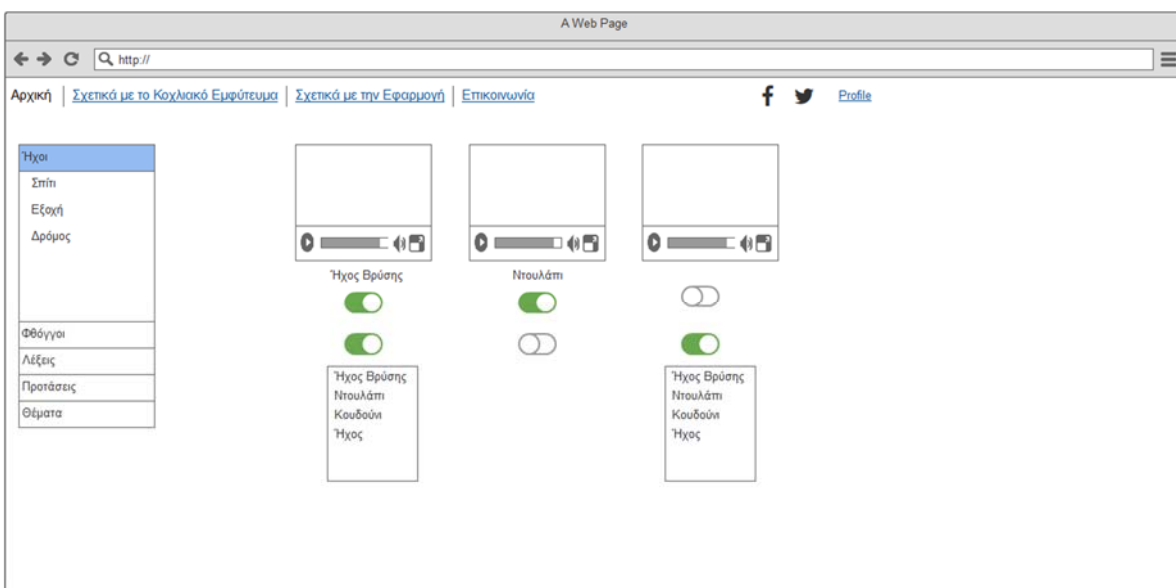 A Web Page
http://
Αρχική Σχετικά με το Κοχλιακό Εμφύτευμα Σχετικά με την Εφαρμογή Επικοινωνία Profile
Ήχοι
Σπίτι
Εξοχή
Δρόμος
Φθόγγοι
Λέξεις
Προτάσεις
Θέματα
Ήχος Βρύσης
Ντουλάπι
Ήχος Βρύσης
Ντουλάπι
Κουδούνι
Ήχος
Ήχος Βρύσης
Ντουλάπι
Κουδούνι
Ήχος